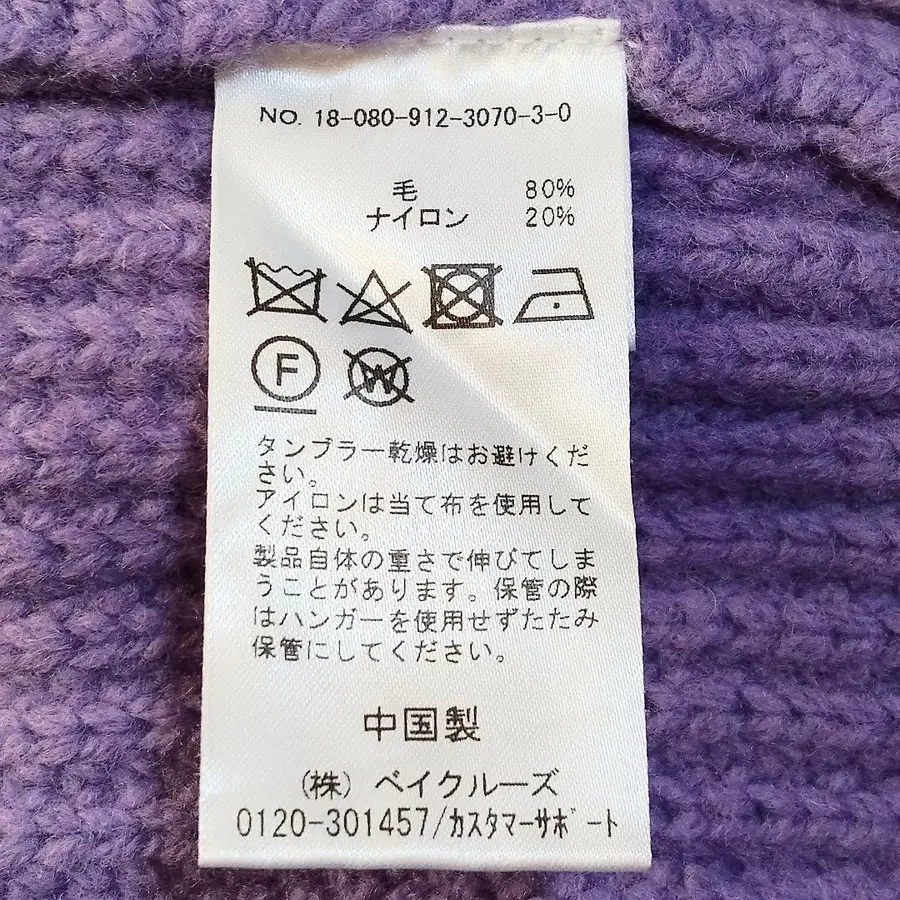 NO. 18-080-912-3070-3-0
毛 80%
ナイロン 20%
F W
タンブラー乾燥はお避けくだ
さい。
アイロンは当て布を使用して
ください。
製品自体の重さで伸びてしま
うことがあります。保管の際
はハンガーを使用せずたたみ
保管にしてください。
中国製
(株) ベイクルーズ
0120-301457/カスタマーサポート